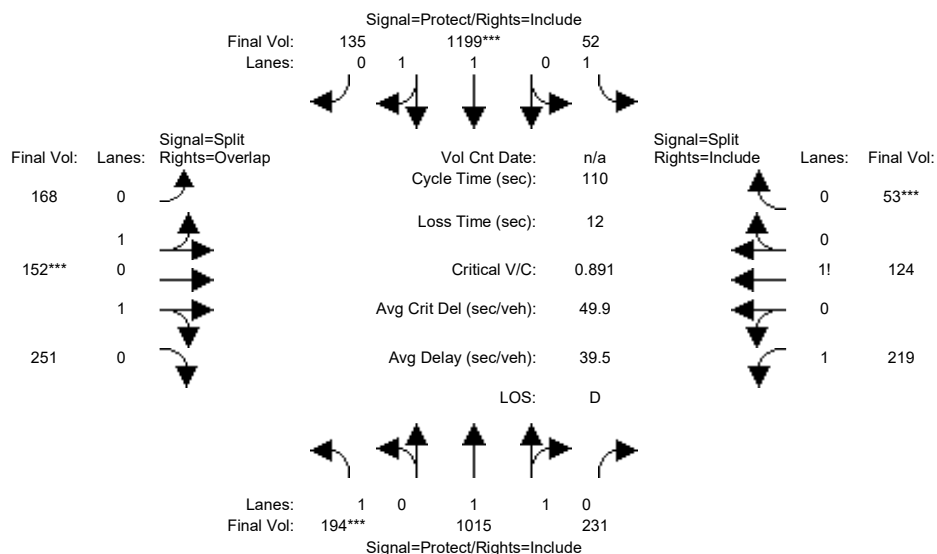 Signal=Protect/Rights=Include
Final Vol: 135 1199*** 52
Lanes: 0 1 1 0 1
Signal=Split
Final Vol: Lanes: Rights=Overlap
Vol Cnt Date: n/a
Signal=Split
Rights=Include Lanes: Final Vol:
Cycle Time (sec): 110
168 0
0 53***
Loss Time (sec): 12
1
0
152*** 0
Critical V/C: 0.891
1! 124
1
Avg Crit Del (sec/veh): 49.9
0
251 0
Avg Delay (sec/veh): 39.5
1 219
LOS: D
Lanes: 1 0 1 1 0
Final Vol: 194*** 1015 231
Signal=Protect/Rights=Include